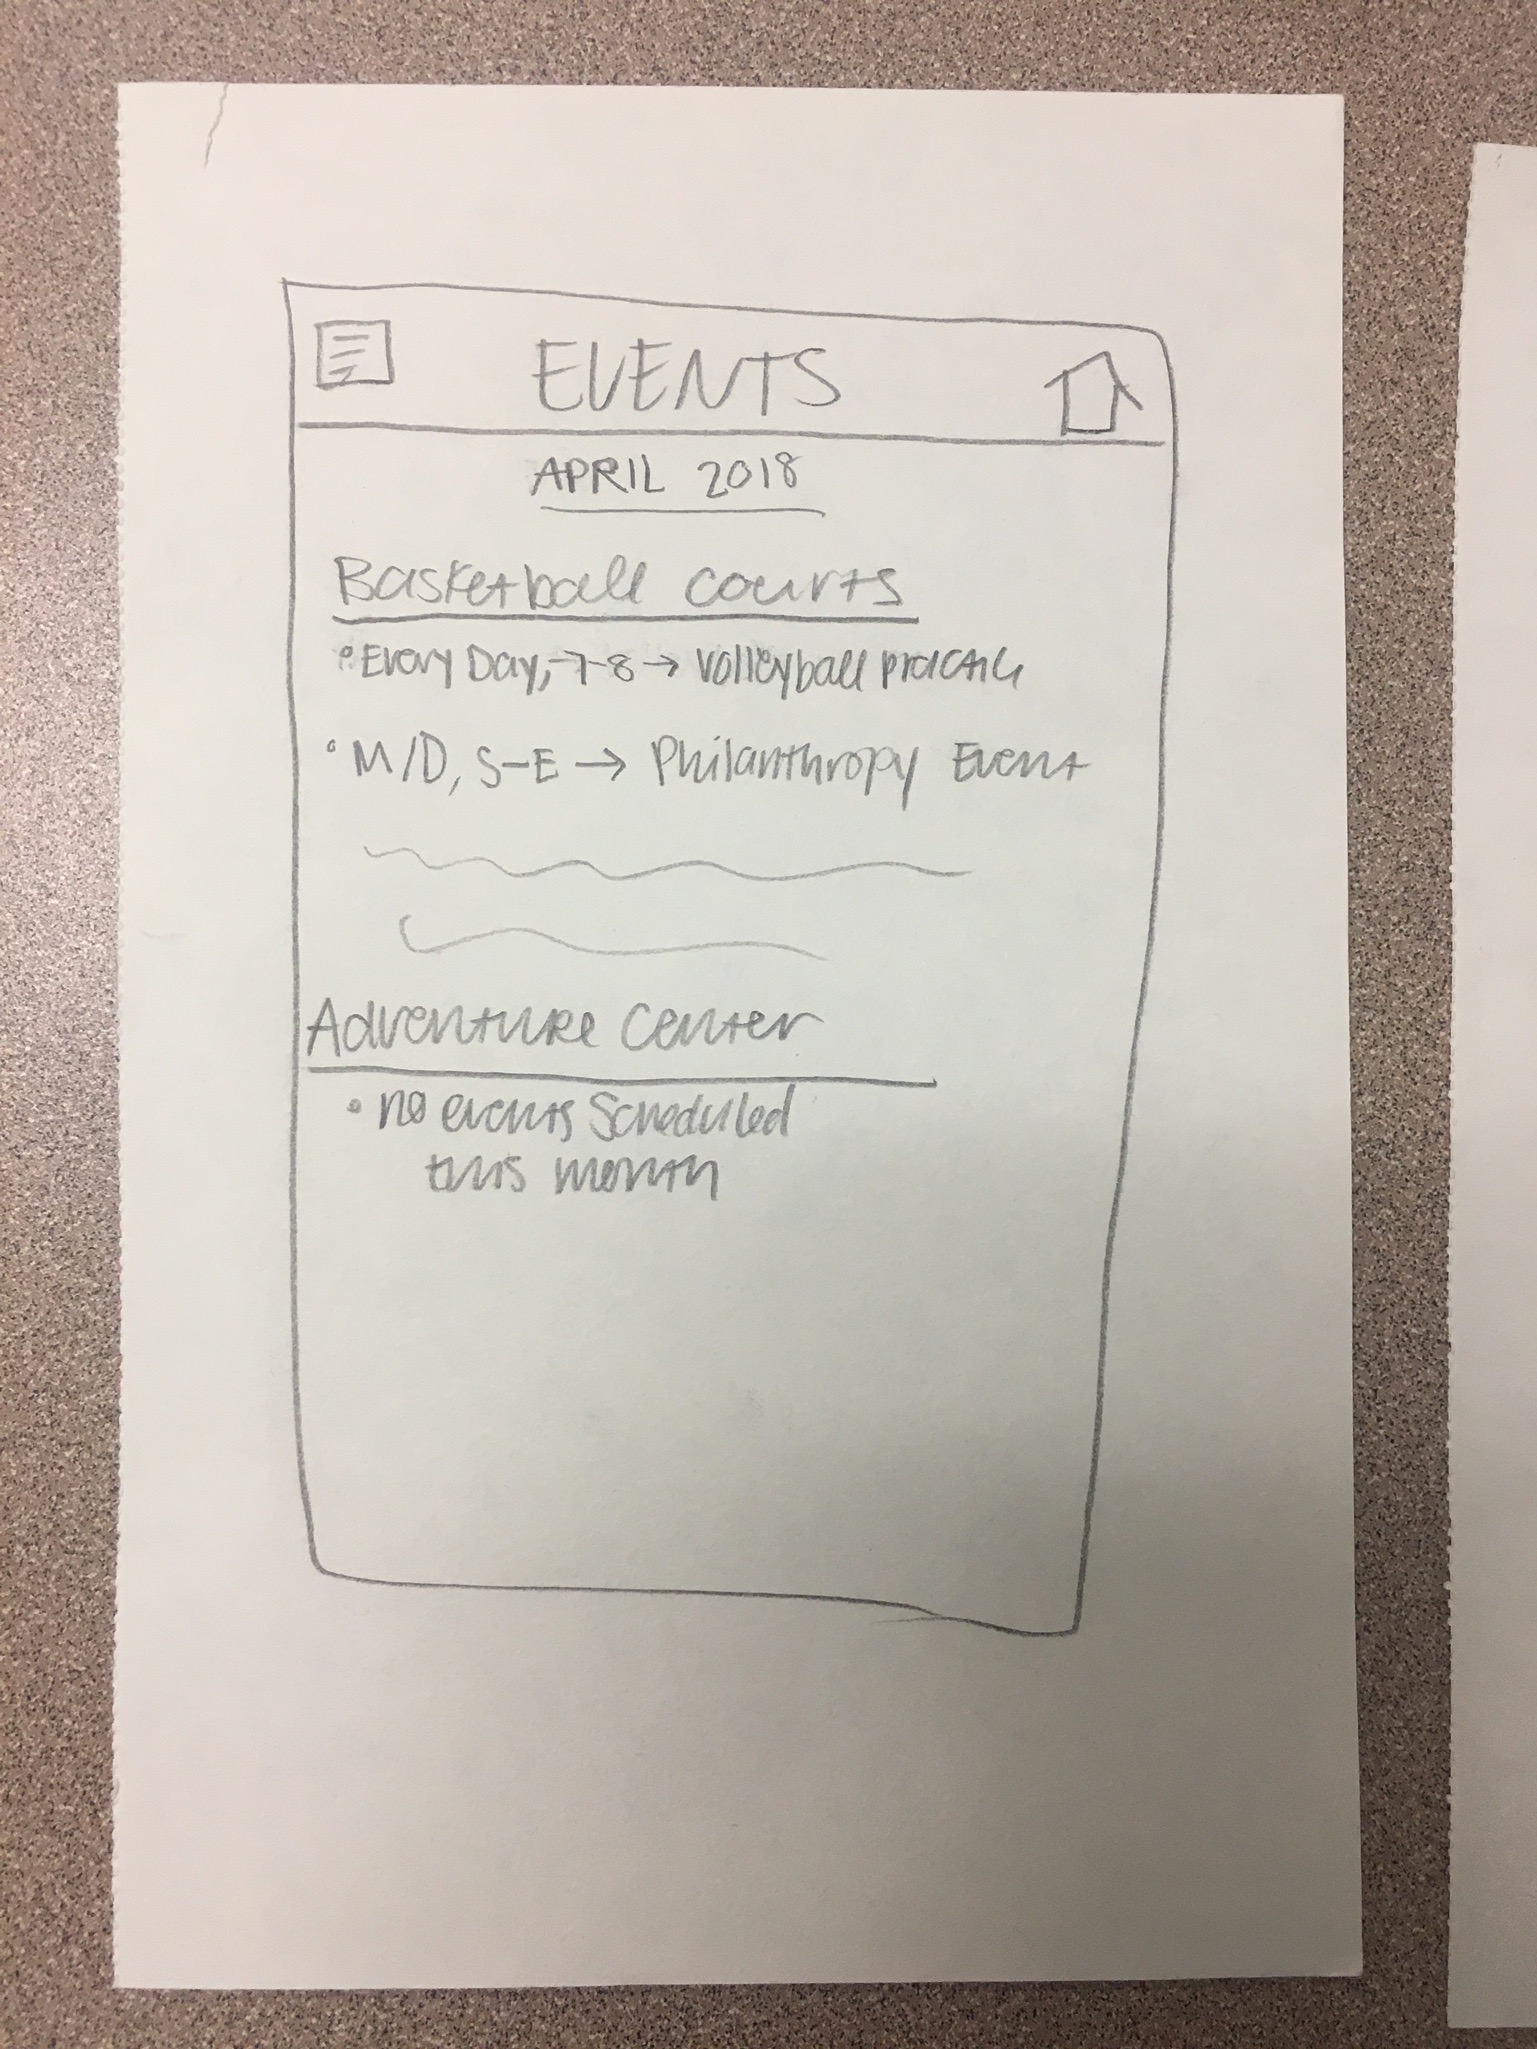 EVENTS
APRIL 2018
Basketball courts
• Every Day, 7-8 → Volleyball practice
• M/D, S-E → Philanthropy Event
Adventure Center
• no events scheduled
this month